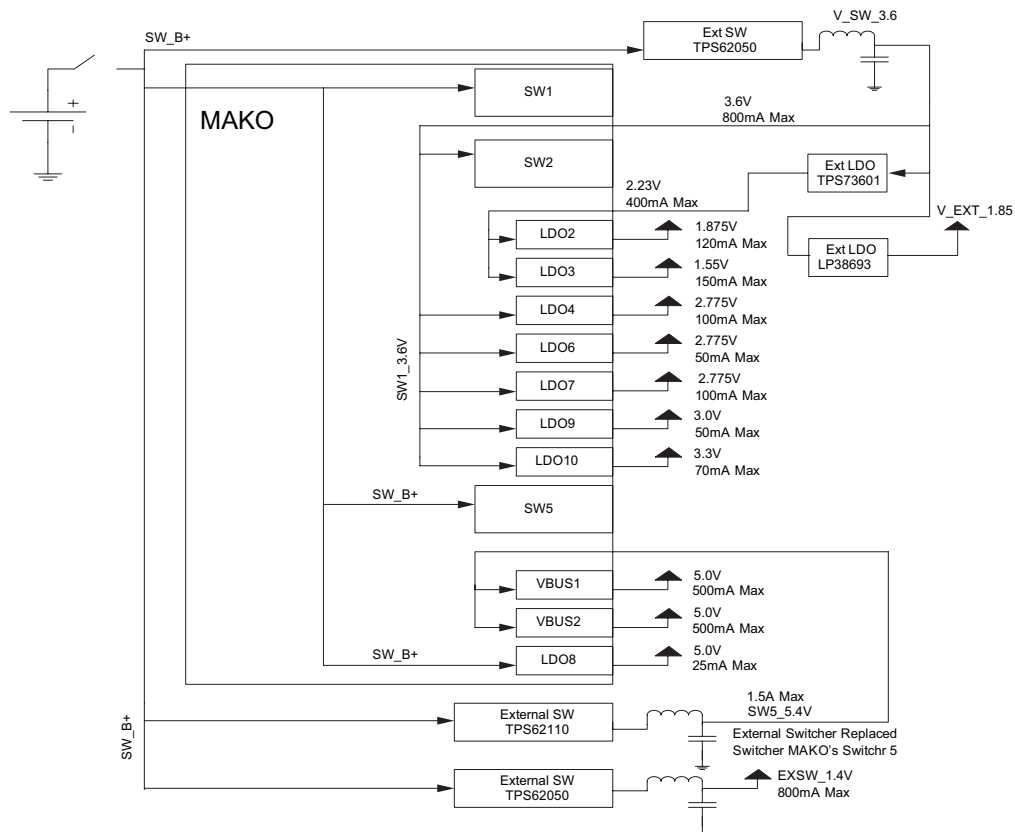 V_SW_3.6
SW_B+
Ext SW
TPS62050
+
–
MAKO
SW1
3.6V
800mA Max
SW2
Ext LDO
TPS73601
2.23V
400mA Max
V_EXT_1.85
LDO2
1.875V
120mA Max
Ext LDO
LP38693
LDO3
1.55V
150mA Max
LDO4
2.775V
100mA Max
LDO6
2.775V
50mA Max
SW1_3.6V
LDO7
2.775V
100mA Max
LDO9
3.0V
50mA Max
LDO10
3.3V
70mA Max
SW_B+
SW5
VBUS1
5.0V
500mA Max
VBUS2
5.0V
500mA Max
SW_B+
LDO8
5.0V
25mA Max
SW_B+
External SW
TPS62110
1.5A Max
SW5_5.4V
External Switcher Replaced
Switcher MAKO's Switchr 5
External SW
TPS62050
EXSW_1.4V
800mA Max